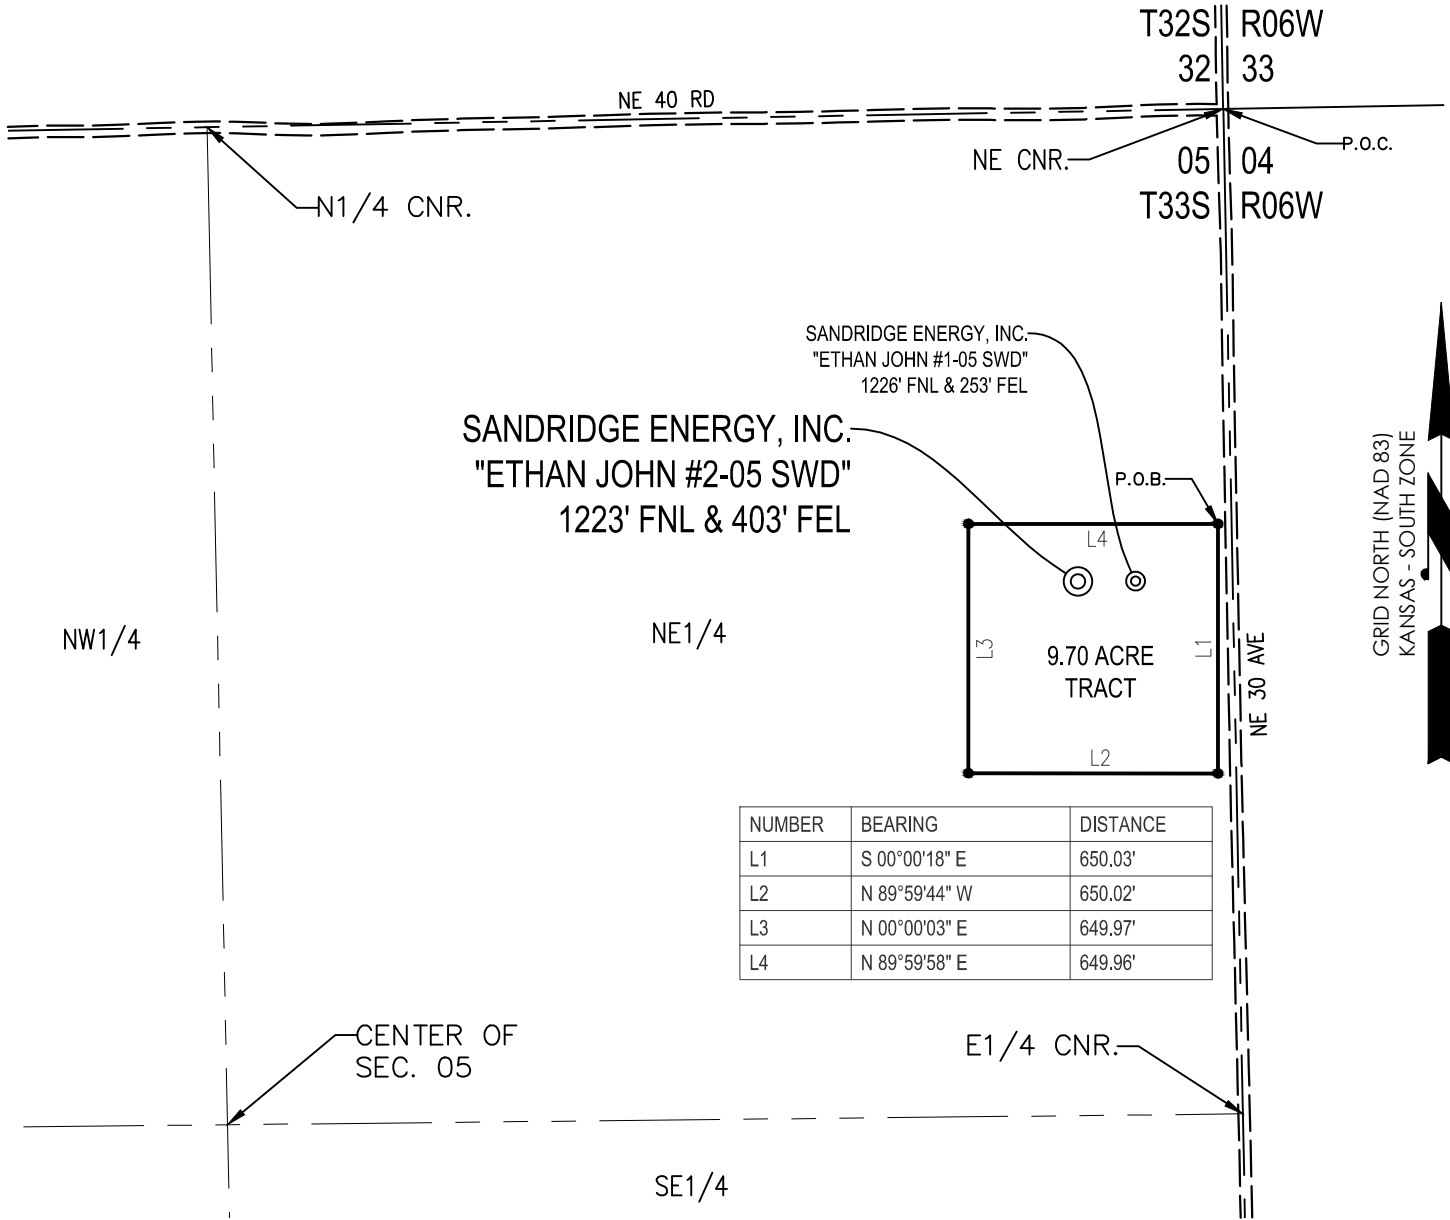 T32S R06W
32 33
NE 40 RD
NE CNR.
P.O.C.
05 04
T33S R06W
N1/4 CNR.
SANDRIDGE ENERGY, INC.
"ETHAN JOHN #1-05 SWD"
1226' FNL & 253' FEL
SANDRIDGE ENERGY, INC.
"ETHAN JOHN #2-05 SWD"
1223' FNL & 403' FEL
P.O.B.
GRID NORTH (NAD 83)
KANSAS - SOUTH ZONE
L4
NW1/4
NE1/4
L3
9.70 ACRE
TRACT
L1
NE 30 AVE
L2
NUMBER BEARING DISTANCE
L1 S 00°00'18" E 650.03'
L2 N 89°59'44" W 650.02'
L3 N 00°00'03" E 649.97'
L4 N 89°59'58" E 649.96'
CENTER OF
SEC. 05
E1/4 CNR.
SE1/4